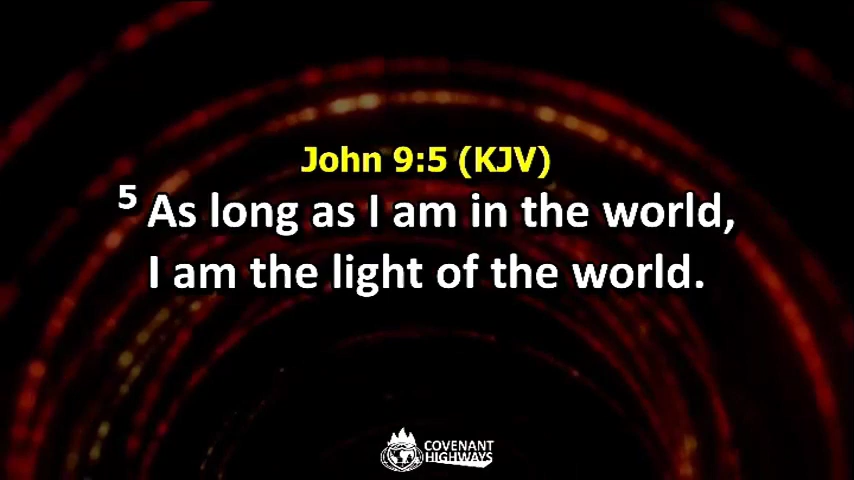 John 9:5 (KJV)
5 As long as I am in the world,
I am the light of the world.
COVENANT
HIGHWAYS